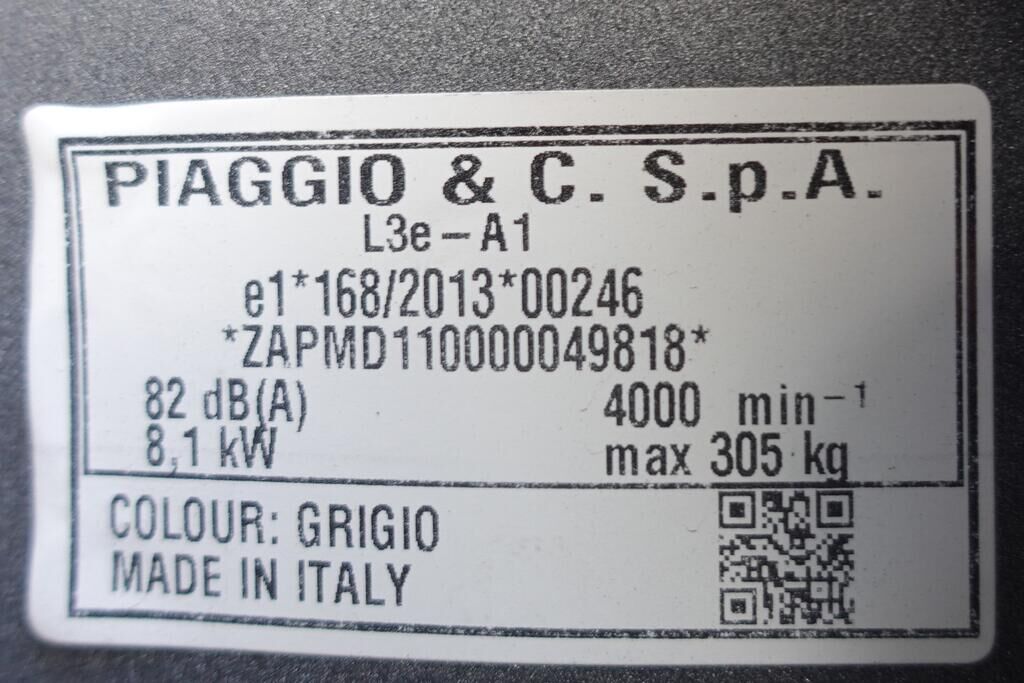 PIAGGIO & C. S.p.A.
L3e-A1
e1*168/2013*00246
*ZAPMD110000049818*
82 dB(A) 4000 min⁻¹
8,1 kW max 305 kg
COLOUR: GRIGIO
MADE IN ITALY